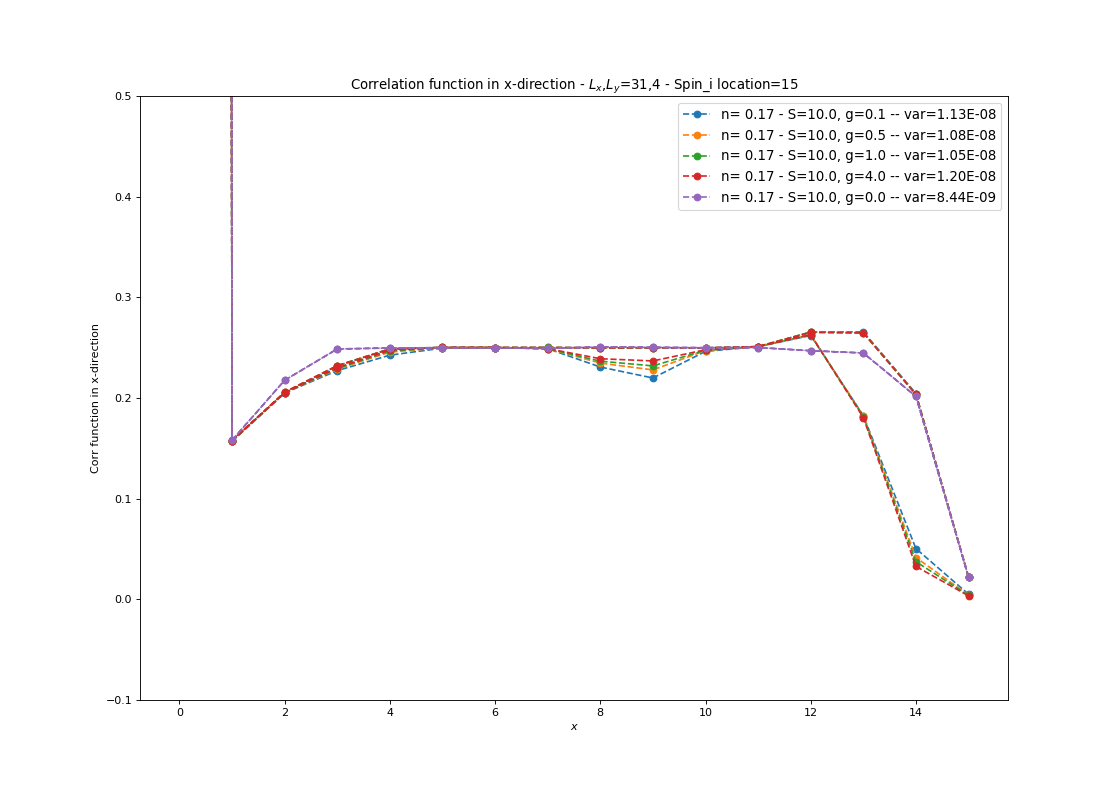 Correlation function in x-direction - $L_x$,$L_y$=31,4 - Spin_i location=15
0.5
0.4
0.3
0.2
0.1
0.0
−0.1
Corr function in x-direction
n= 0.17 - S=10.0, g=0.1 -- var=1.13E-08
n= 0.17 - S=10.0, g=0.5 -- var=1.08E-08
n= 0.17 - S=10.0, g=1.0 -- var=1.05E-08
n= 0.17 - S=10.0, g=4.0 -- var=1.20E-08
n= 0.17 - S=10.0, g=0.0 -- var=8.44E-09
0 2 4 6 8 10 12 14
x